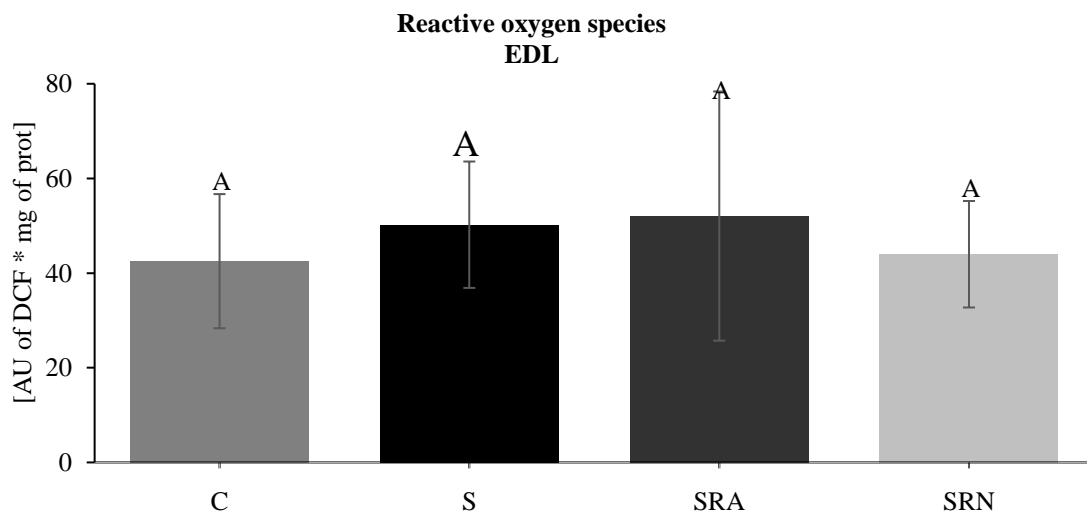 Reactive oxygen species
EDL
[AU of DCF * mg of prot]
80
60
40
20
0
A
A
A
A
C
S
SRA
SRN